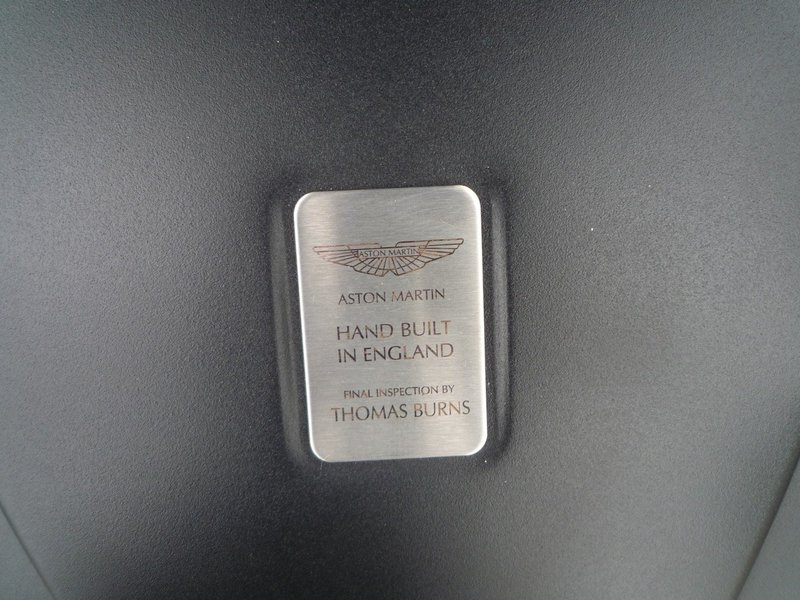 ASTON MARTIN
ASTON MARTIN
HAND BUILT
IN ENGLAND
FINAL INSPECTION BY
THOMAS BURNS